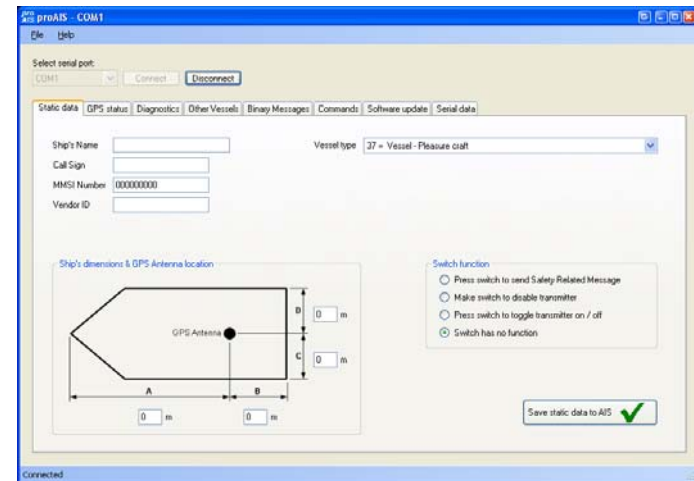 proAIS - COM1
File Help
Select serial port:
COM1 Connect Disconnect
Static data GPS status Diagnostics Other Vessels Binary Messages Commands Software update Serial data
Ship's Name Vessel type 37 = Vessel - Pleasure craft
Call Sign
MMSI Number 000000000
Vendor ID
Ship's dimensions & GPS Antenna location
Switch function
Press switch to send Safety Related Message
Make switch to disable transmitter
Press switch to toggle transmitter on / off
Switch has no function
GPS Antenna
D 0 m
C 0 m
A B
0 m 0 m
Save static data to AIS
Connected